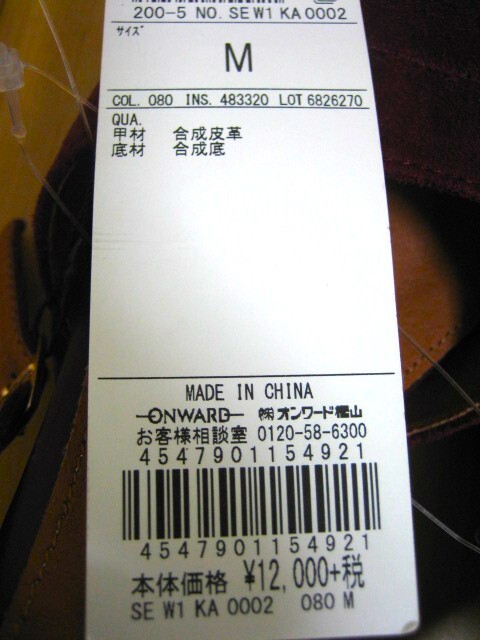 200-5 NO. SE W1 KA 0002
サイズ
M
COL. 080 INS. 483320 LOT 6826270
QUA.
甲材 合成皮革
底材 合成底
MADE IN CHINA
ONWARD ㈱オンワード樫山
お客様相談室 0120-58-6300
4547901154921
4547901154921
本体価格 ¥12,000+税
SE W1 KA 0002 080 M